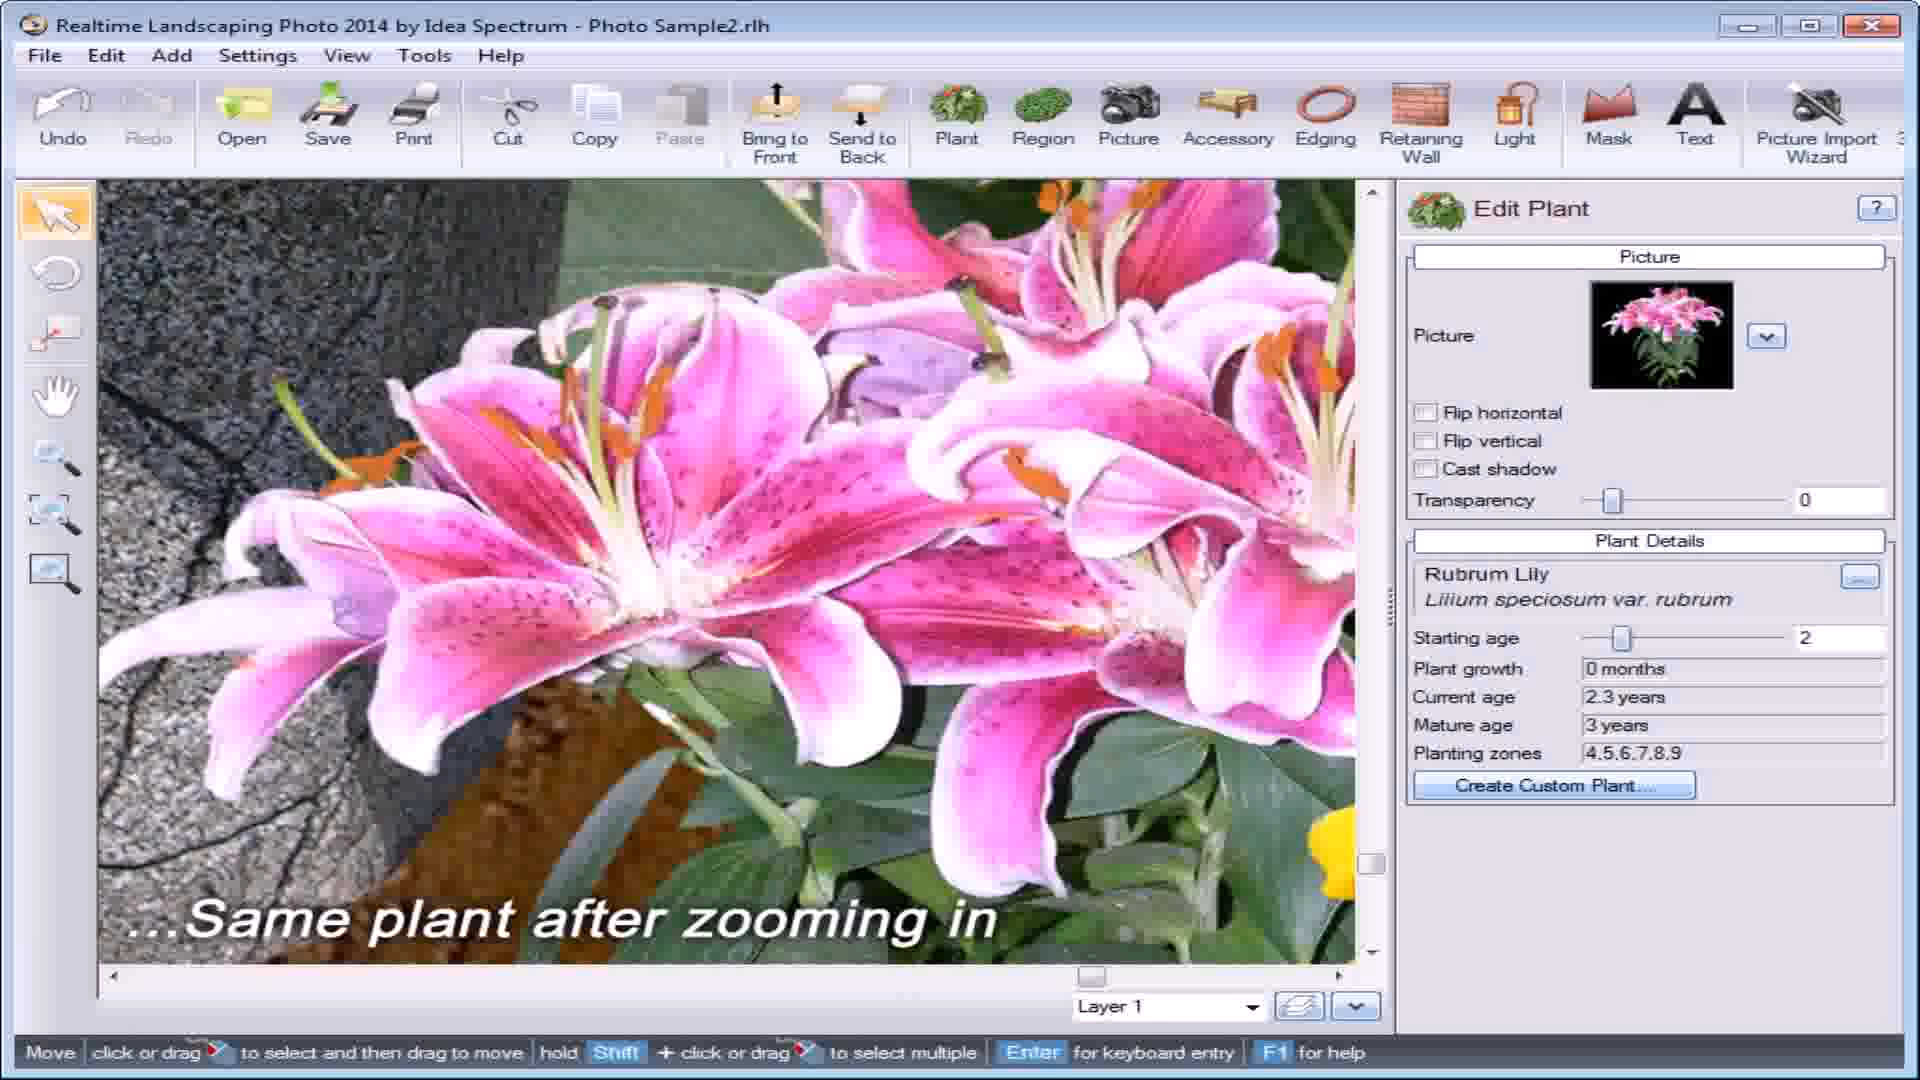 Realtime Landscaping Photo 2014 by Idea Spectrum - Photo Sample2.rlh
File Edit Add Settings View Tools Help
Undo Redo Open Save Print Cut Copy Paste Bring to Front Send to Back Plant Region Picture Accessory Edging Retaining Wall Light Mask Text Picture Import Wizard
Edit Plant ?
Picture
Picture
Flip horizontal
Flip vertical
Cast shadow
Transparency 0
Plant Details
Rubrum Lily ...
Lilium speciosum var. rubrum
Starting age 2
Plant growth 0 months
Current age 2.3 years
Mature age 3 years
Planting zones 4,5,6,7,8,9
Create Custom Plant....
...Same plant after zooming in
Layer 1
Move click or drag to select and then drag to move hold Shift + click or drag to select multiple Enter for keyboard entry F1 for help